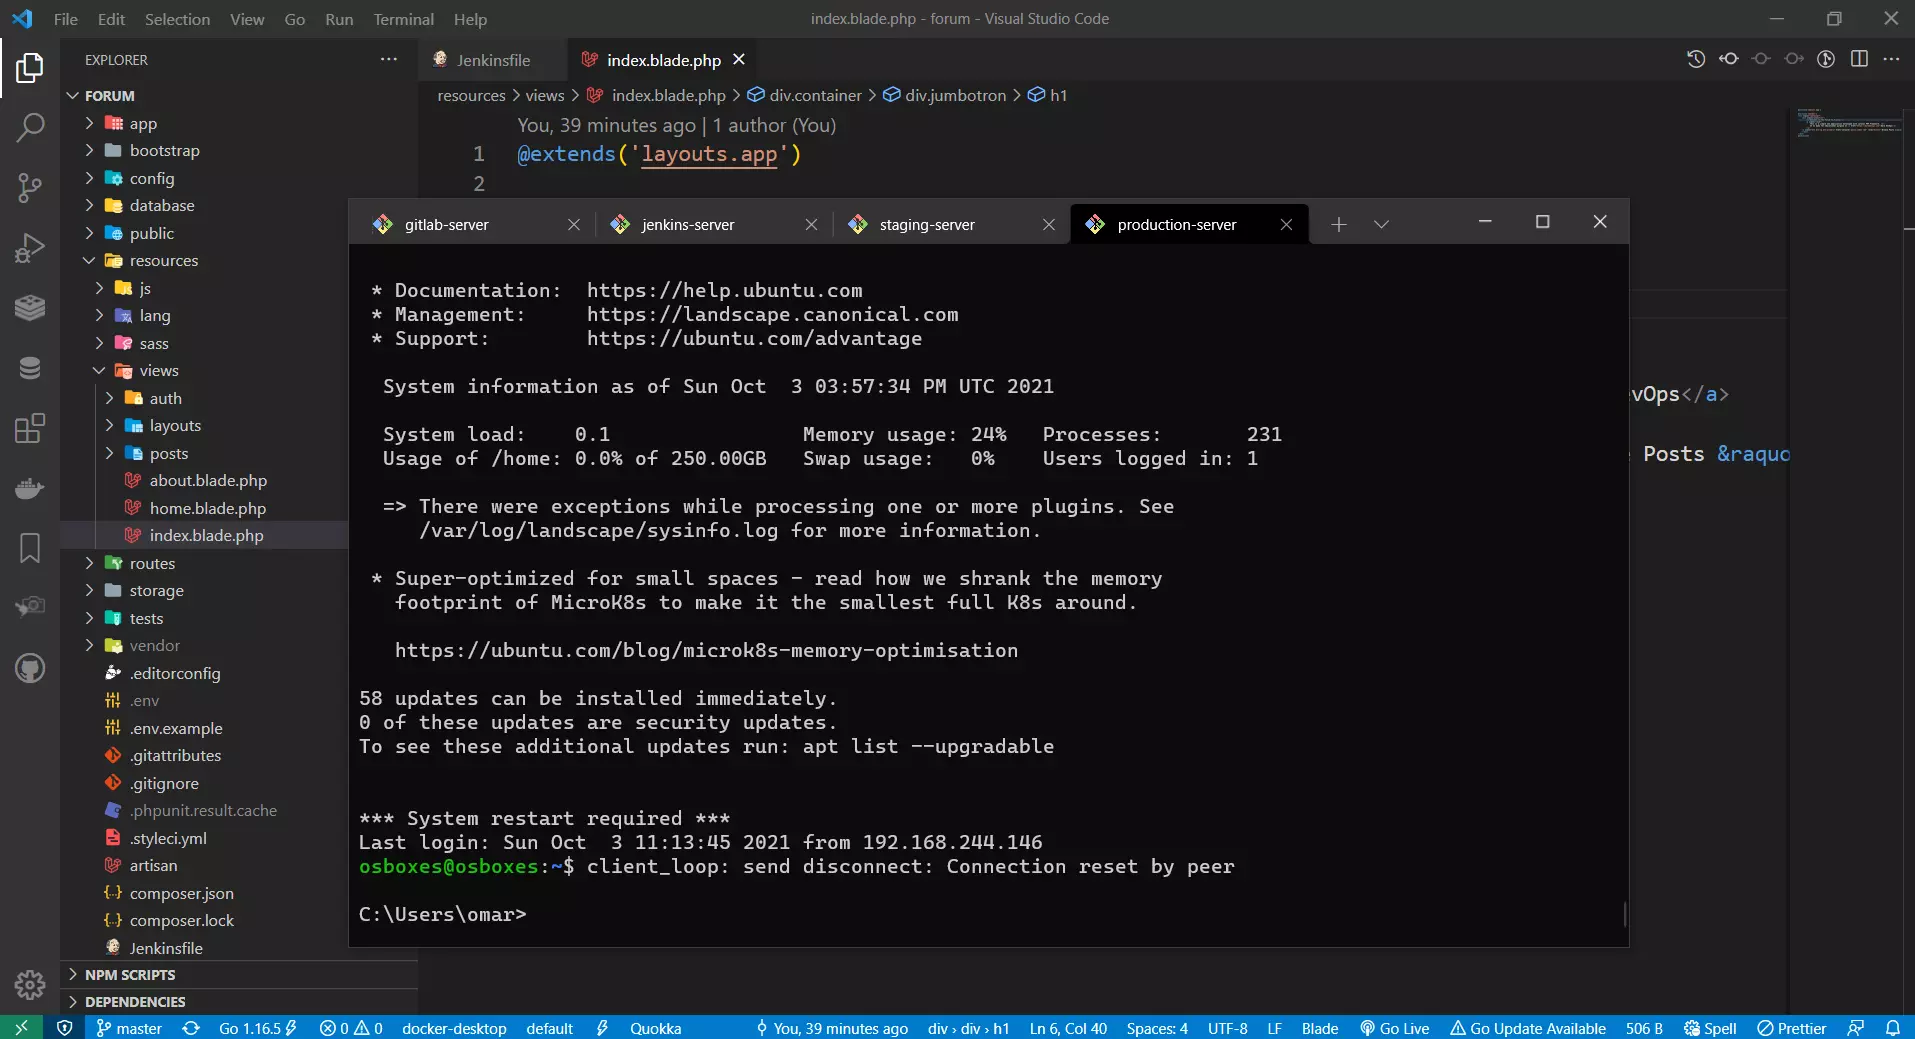 File Edit Selection View Go Run Terminal Help
index.blade.php - forum - Visual Studio Code
EXPLORER
Jenkinsfile
index.blade.php
FORUM
app
bootstrap
config
database
public
resources
js
lang
sass
views
auth
layouts
posts
about.blade.php
home.blade.php
index.blade.php
routes
storage
tests
vendor
.editorconfig
.env
.env.example
.gitattributes
.gitignore
.phpunit.result.cache
.styleci.yml
artisan
composer.json
composer.lock
Jenkinsfile
NPM SCRIPTS
DEPENDENCIES
resources > views > index.blade.php > div.container > div.jumbotron > h1
You, 39 minutes ago | 1 author (You)
1 @extends('layouts.app')
2
vOps</a>
Posts &raquo
gitlab-server
jenkins-server
staging-server
production-server
* Documentation: https://help.ubuntu.com
* Management: https://landscape.canonical.com
* Support: https://ubuntu.com/advantage
System information as of Sun Oct 3 03:57:34 PM UTC 2021
System load: 0.1 Memory usage: 24% Processes: 231
Usage of /home: 0.0% of 250.00GB Swap usage: 0% Users logged in: 1
=> There were exceptions while processing one or more plugins. See
/var/log/landscape/sysinfo.log for more information.
* Super-optimized for small spaces - read how we shrank the memory
footprint of MicroK8s to make it the smallest full K8s around.
https://ubuntu.com/blog/microk8s-memory-optimisation
58 updates can be installed immediately.
0 of these updates are security updates.
To see these additional updates run: apt list --upgradable
*** System restart required ***
Last login: Sun Oct 3 11:13:45 2021 from 192.168.244.146
osboxes@osboxes:~$ client_loop: send disconnect: Connection reset by peer
C:\Users\omar>
master Go 1.16.5 0 0 docker-desktop default Quokka You, 39 minutes ago div › div › h1 Ln 6, Col 40 Spaces: 4 UTF-8 LF Blade Go Live Go Update Available 506 B Spell Prettier